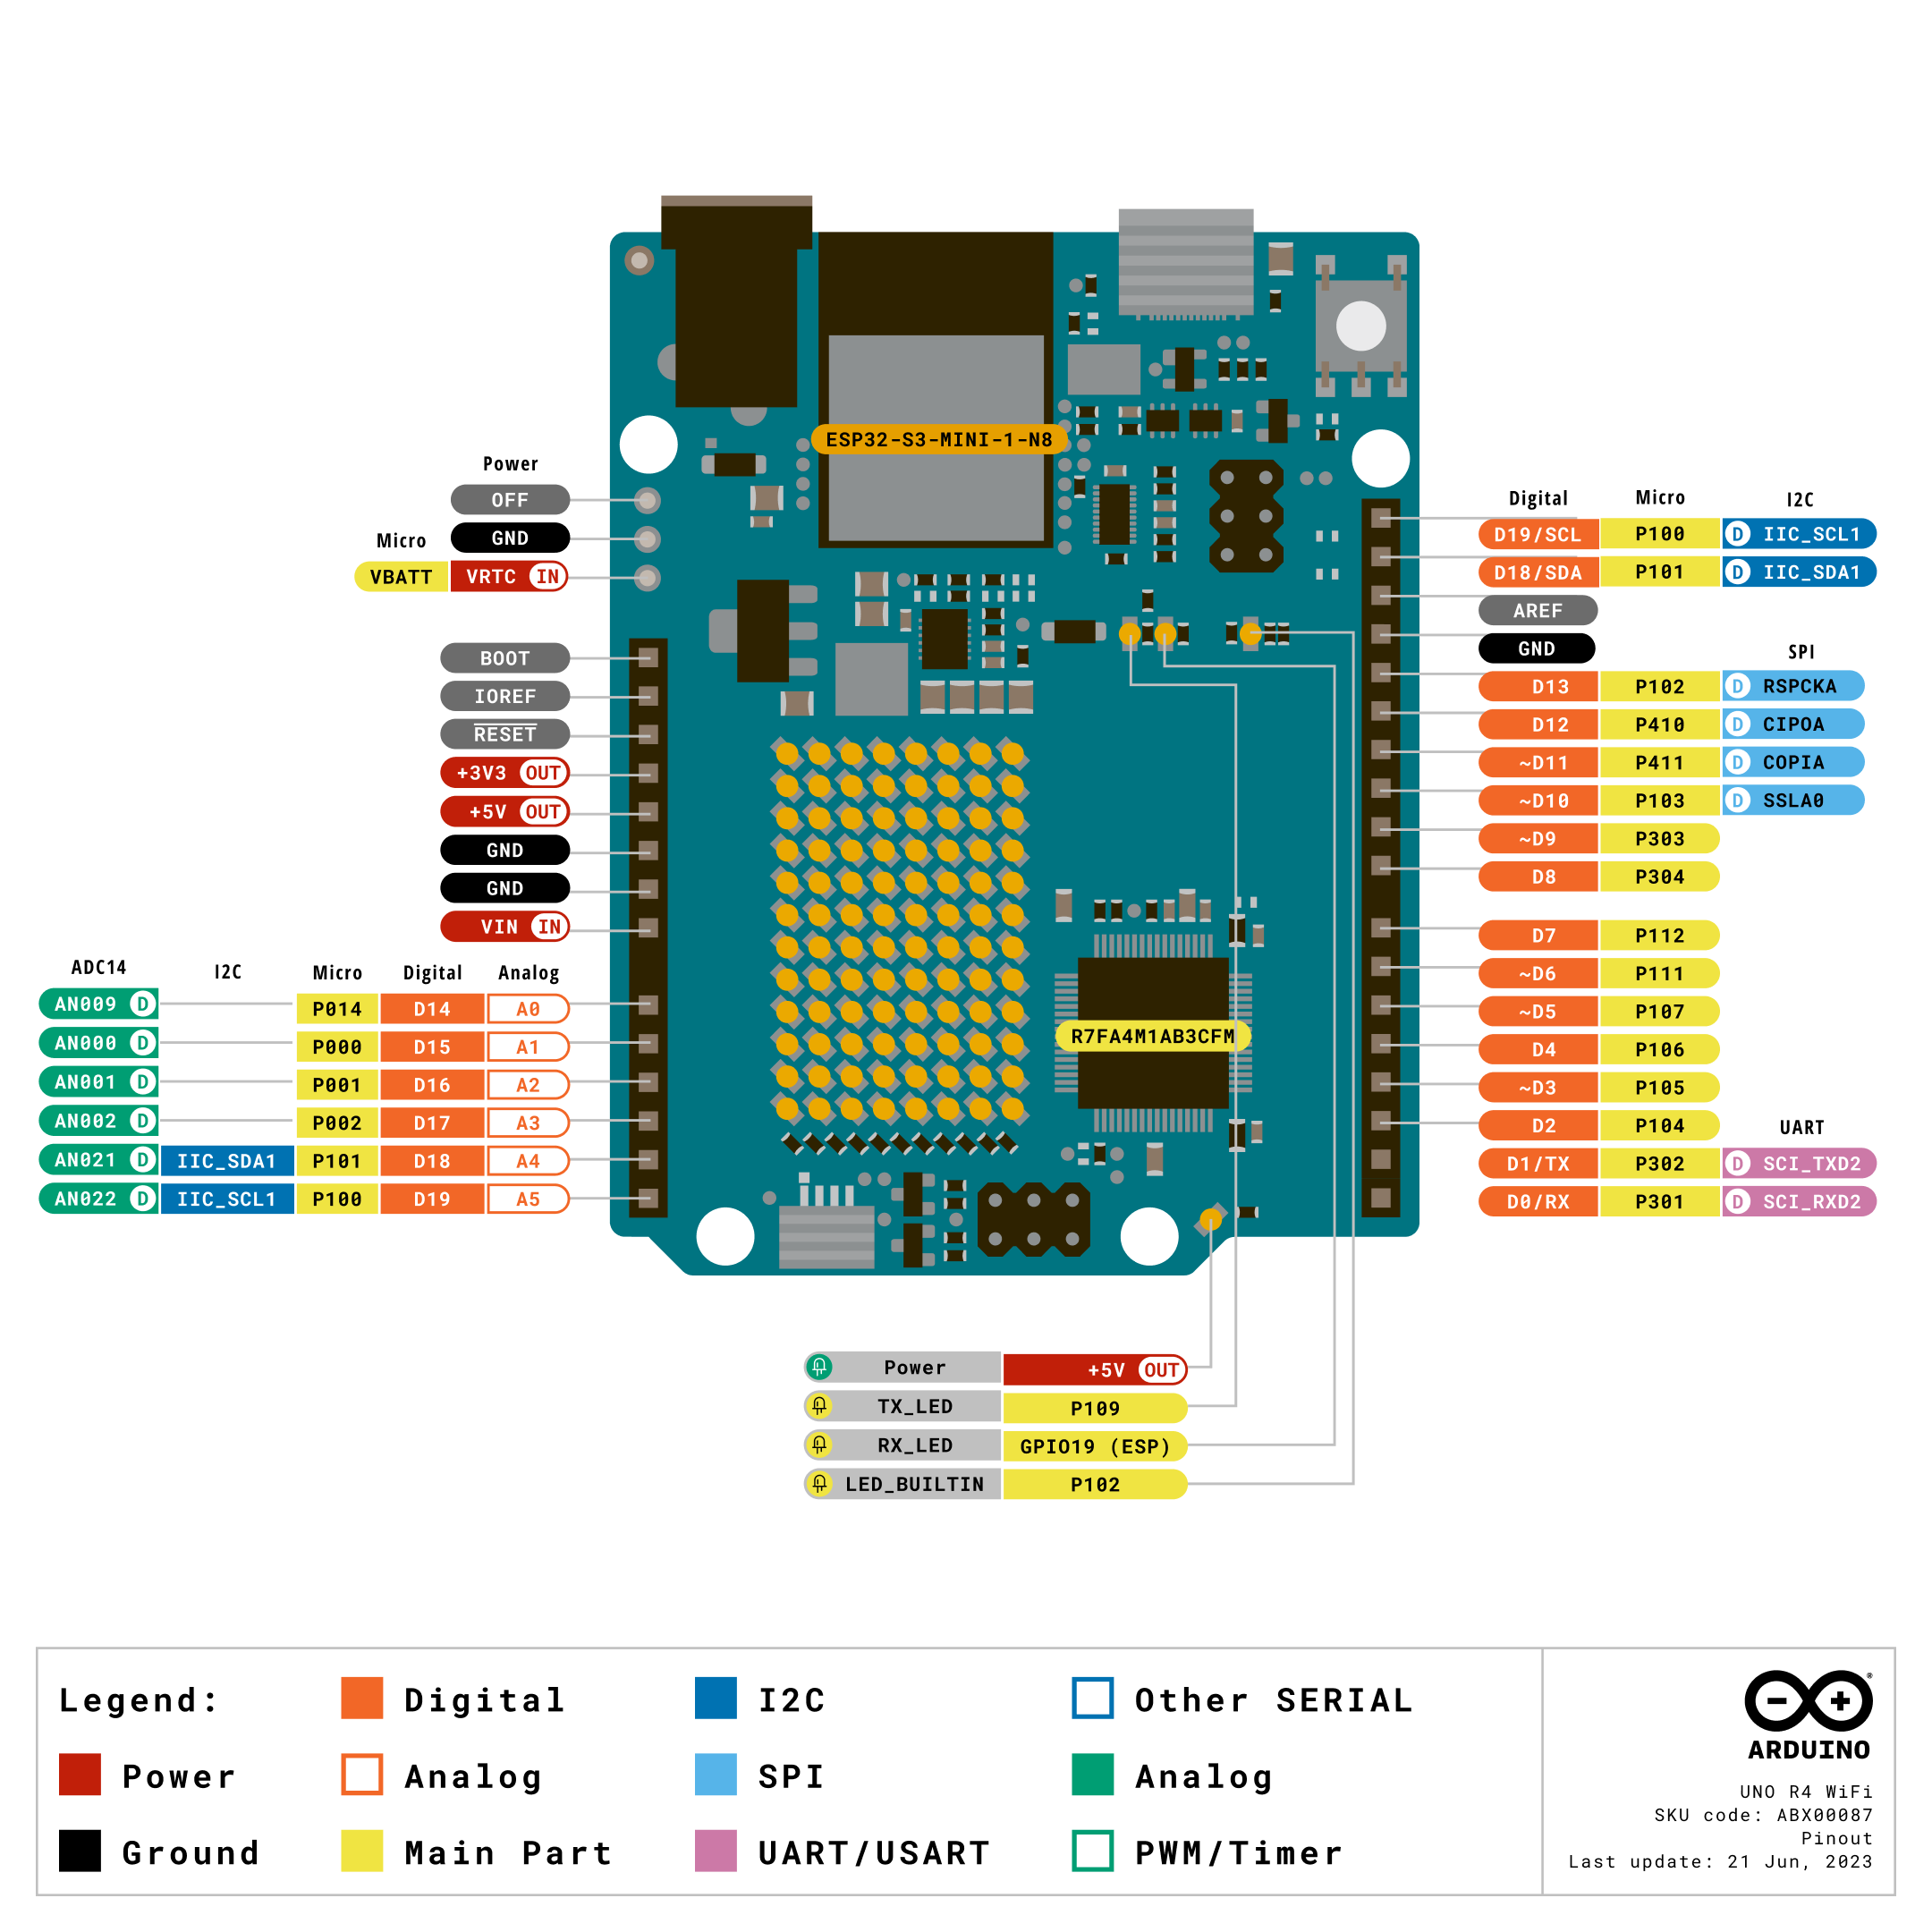 ESP32-S3-MINI-1-N8
Power
OFF
GND
Micro
VBATT VRTC IN
BOOT
IOREF
RESET
+3V3 OUT
+5V OUT
GND
GND
VIN IN
ADC14 I2C Micro Digital Analog
AN009 D P014 D14 A0
AN000 D P000 D15 A1
AN001 D P001 D16 A2
AN002 D P002 D17 A3
AN021 D IIC_SDA1 P101 D18 A4
AN022 D IIC_SCL1 P100 D19 A5
Digital Micro I2C
D19/SCL P100 D IIC_SCL1
D18/SDA P101 D IIC_SDA1
AREF
GND
SPI
D13 P102 D RSPCKA
D12 P410 D CIPOA
~D11 P411 D COPIA
~D10 P103 D SSLA0
~D9 P303
D8 P304
D7 P112
~D6 P111
~D5 P107
D4 P106
~D3 P105
D2 P104
UART
D1/TX P302 D SCI_TXD2
D0/RX P301 D SCI_RXD2
R7FA4M1AB3CFM
Power +5V OUT
TX_LED P109
RX_LED GPIO19 (ESP)
LED_BUILTIN P102
Legend: Digital I2C Other SERIAL
Power Analog SPI Analog
Ground Main Part UART/USART PWM/Timer
®
ARDUINO
UNO R4 WiFi
SKU code: ABX00087
Pinout
Last update: 21 Jun, 2023